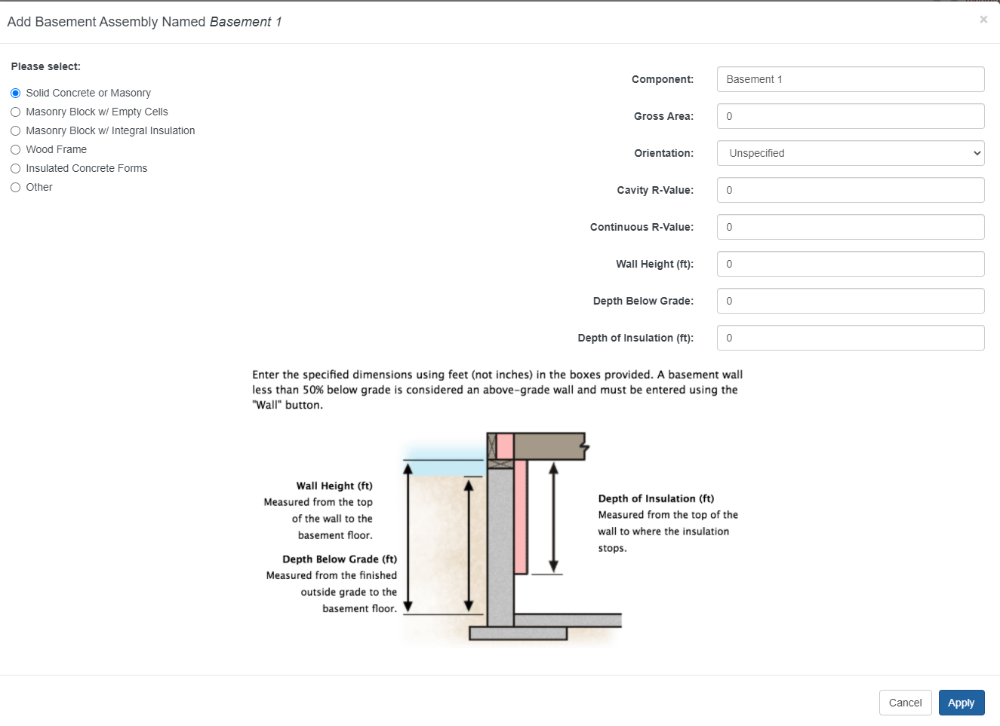 Add Basement Assembly Named Basement 1
×
Please select:
Solid Concrete or Masonry
Masonry Block w/ Empty Cells
Masonry Block w/ Integral Insulation
Wood Frame
Insulated Concrete Forms
Other
Component: Basement 1
Gross Area: 0
Orientation: Unspecified
Cavity R-Value: 0
Continuous R-Value: 0
Wall Height (ft): 0
Depth Below Grade: 0
Depth of Insulation (ft): 0
Enter the specified dimensions using feet (not inches) in the boxes provided. A basement wall
less than 50% below grade is considered an above-grade wall and must be entered using the
"Wall" button.
Wall Height (ft)
Measured from the top
of the wall to the
basement floor.
Depth Below Grade (ft)
Measured from the finished
outside grade to the
basement floor.
Depth of Insulation (ft)
Measured from the top of the
wall to where the insulation
stops.
Cancel
Apply